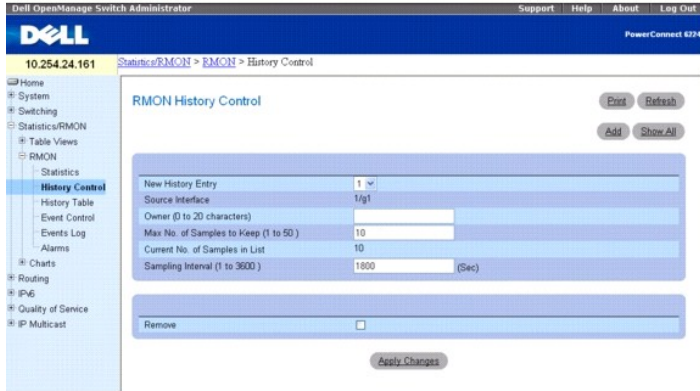 Dell OpenManage Switch Administrator Support Help About Log Out
DELL
PowerConnect 6224
10.254.24.161
Statistics/RMON > RMON > History Control
Home
System
Switching
Statistics/RMON
Table Views
RMON
Statistics
History Control
History Table
Event Control
Events Log
Alarms
Charts
Routing
IPv6
Quality of Service
IP Multicast
RMON History Control
Print Refresh
Add Show All
New History Entry 1
Source Interface 1/g1
Owner (0 to 20 characters)
Max No. of Samples to Keep (1 to 50 ) 10
Current No. of Samples in List 10
Sampling Interval (1 to 3600 ) 1800 (Sec)
Remove
Apply Changes